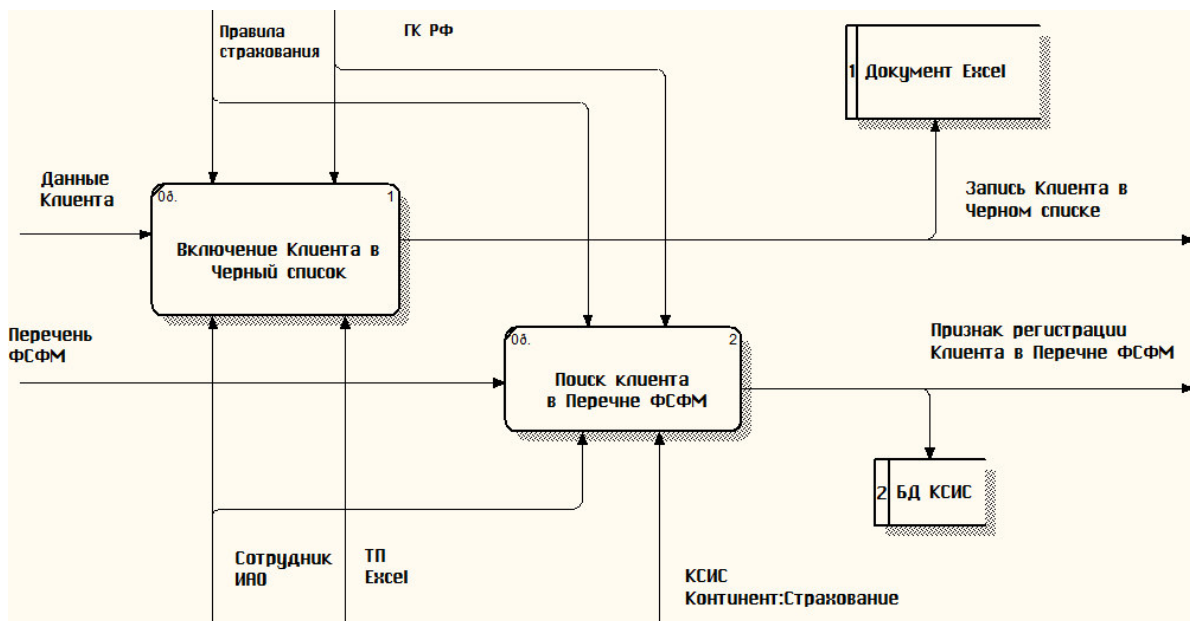 Правила
страхования
ГК РФ
1 Документ Excel
Данные
Клиента
0д.
1
Включение Клиента в
Черный список
Запись Клиента в
Черном списке
Перечень
ФСФМ
0д.
2
Поиск клиента
в Перечне ФСФМ
Признак регистрации
Клиента в Перечне ФСФМ
2 БД КСИС
Сотрудник
ИАО
ТП
Excel
КСИС
Континент:Страхование